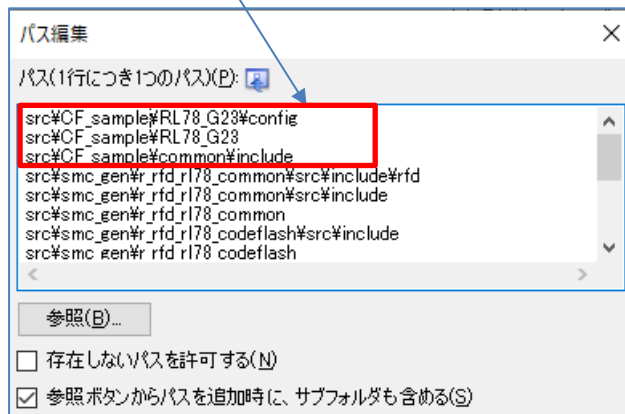 パス編集
パス(1行につき1つのパス)(P):
src¥CF_sample¥RL78_G23¥config
src¥CF_sample¥RL78_G23
src¥CF_sample¥common¥include
src¥smc_gen¥r_rfd_rl78_common¥src¥include¥rfd
src¥smc_gen¥r_rfd_rl78_common¥src¥include
src¥smc_gen¥r_rfd_rl78_common
src¥smc_gen¥r_rfd_rl78_codeflash¥src¥include
src¥smc_gen¥r_rfd_rl78_codeflash
参照(B)...
存在しないパスを許可する(N)
参照ボタンからパスを追加時に、サブフォルダも含める(S)